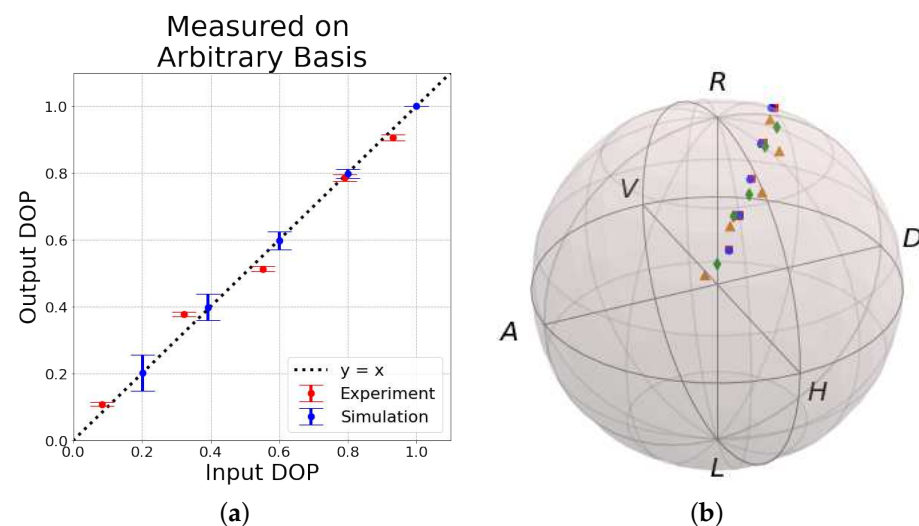 Measured on
Arbitrary Basis
Output DOP
1.0
0.8
0.6
0.4
0.2
0.0
0.0 0.2 0.4 0.6 0.8 1.0
Input DOP
y = x
Experiment
Simulation
(a)
R
V
D
A
H
L
(b)